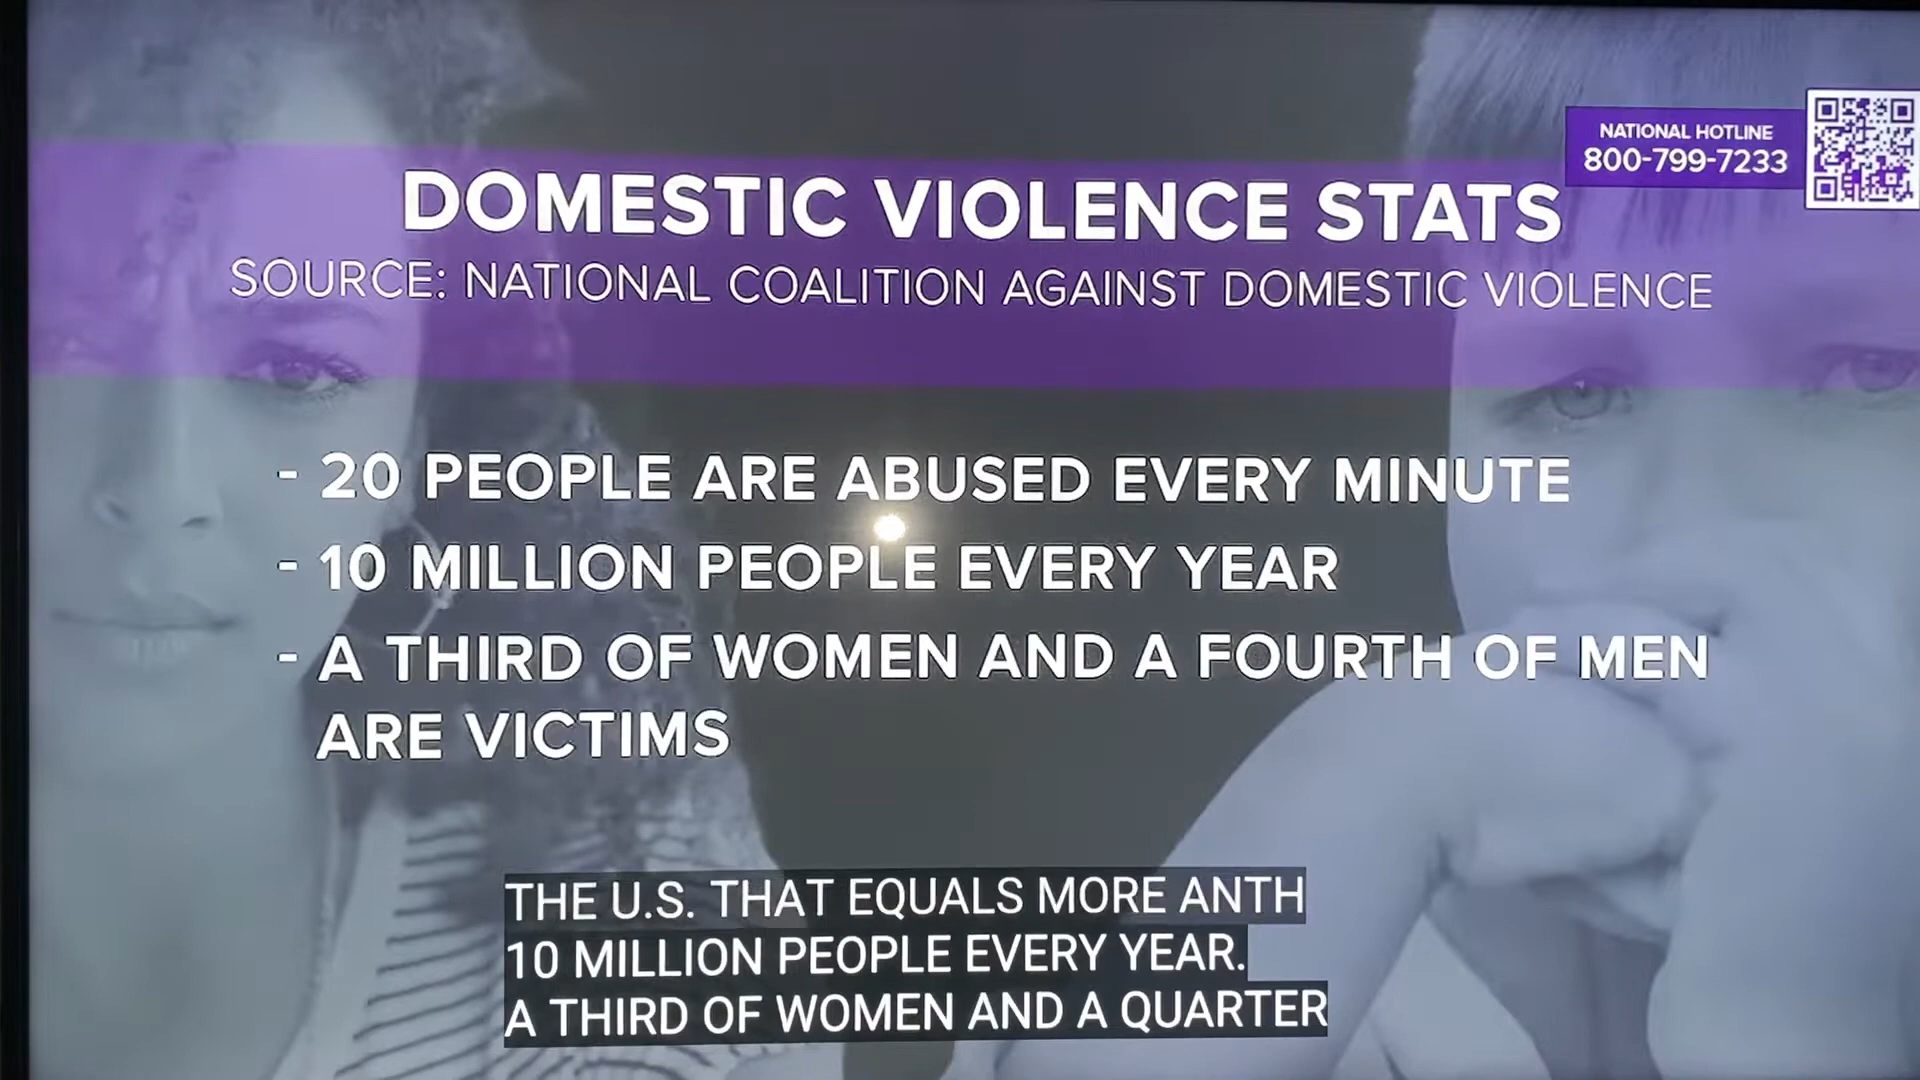 NATIONAL HOTLINE
800-799-7233
DOMESTIC VIOLENCE STATS
SOURCE: NATIONAL COALITION AGAINST DOMESTIC VIOLENCE
- 20 PEOPLE ARE ABUSED EVERY MINUTE
- 10 MILLION PEOPLE EVERY YEAR
- A THIRD OF WOMEN AND A FOURTH OF MEN
ARE VICTIMS
THE U.S. THAT EQUALS MORE ANTH
10 MILLION PEOPLE EVERY YEAR.
A THIRD OF WOMEN AND A QUARTER